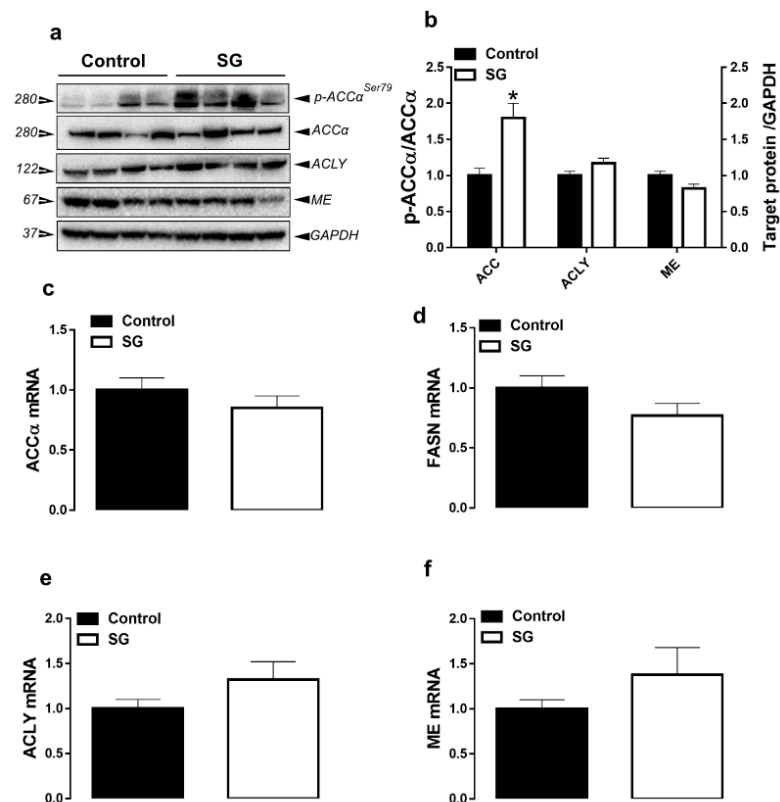 a
Control SG
280 p-ACCα Ser79
280 ACCα
122 ACLY
67 ME
37 GAPDH
b
Control
SG
p-ACCα/ACCα
2.5
2.0
1.5
1.0
0.5
0.0
*
ACC ACLY ME
2.5
2.0
1.5
1.0
0.5
0.0
Target protein /GAPDH
c
Control
SG
ACCα mRNA
1.5
1.0
0.5
0.0
d
Control
SG
FASN mRNA
1.5
1.0
0.5
0.0
e
Control
SG
ACLY mRNA
2.0
1.5
1.0
0.5
0.0
f
Control
SG
ME mRNA
2.0
1.5
1.0
0.5
0.0